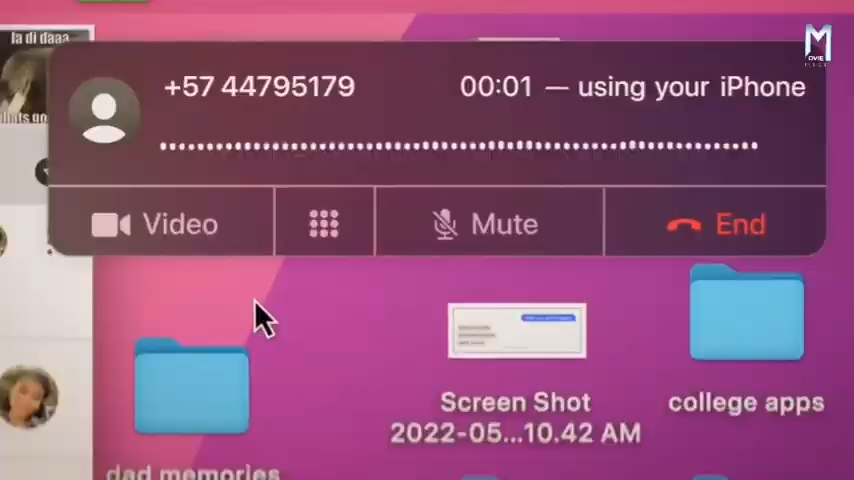 la di daaa
M
OVIE
+57 44795179
00:01 — using your iPhone
Video
Mute
End
Screen Shot
2022-05...10.42 AM
college apps
dad memories